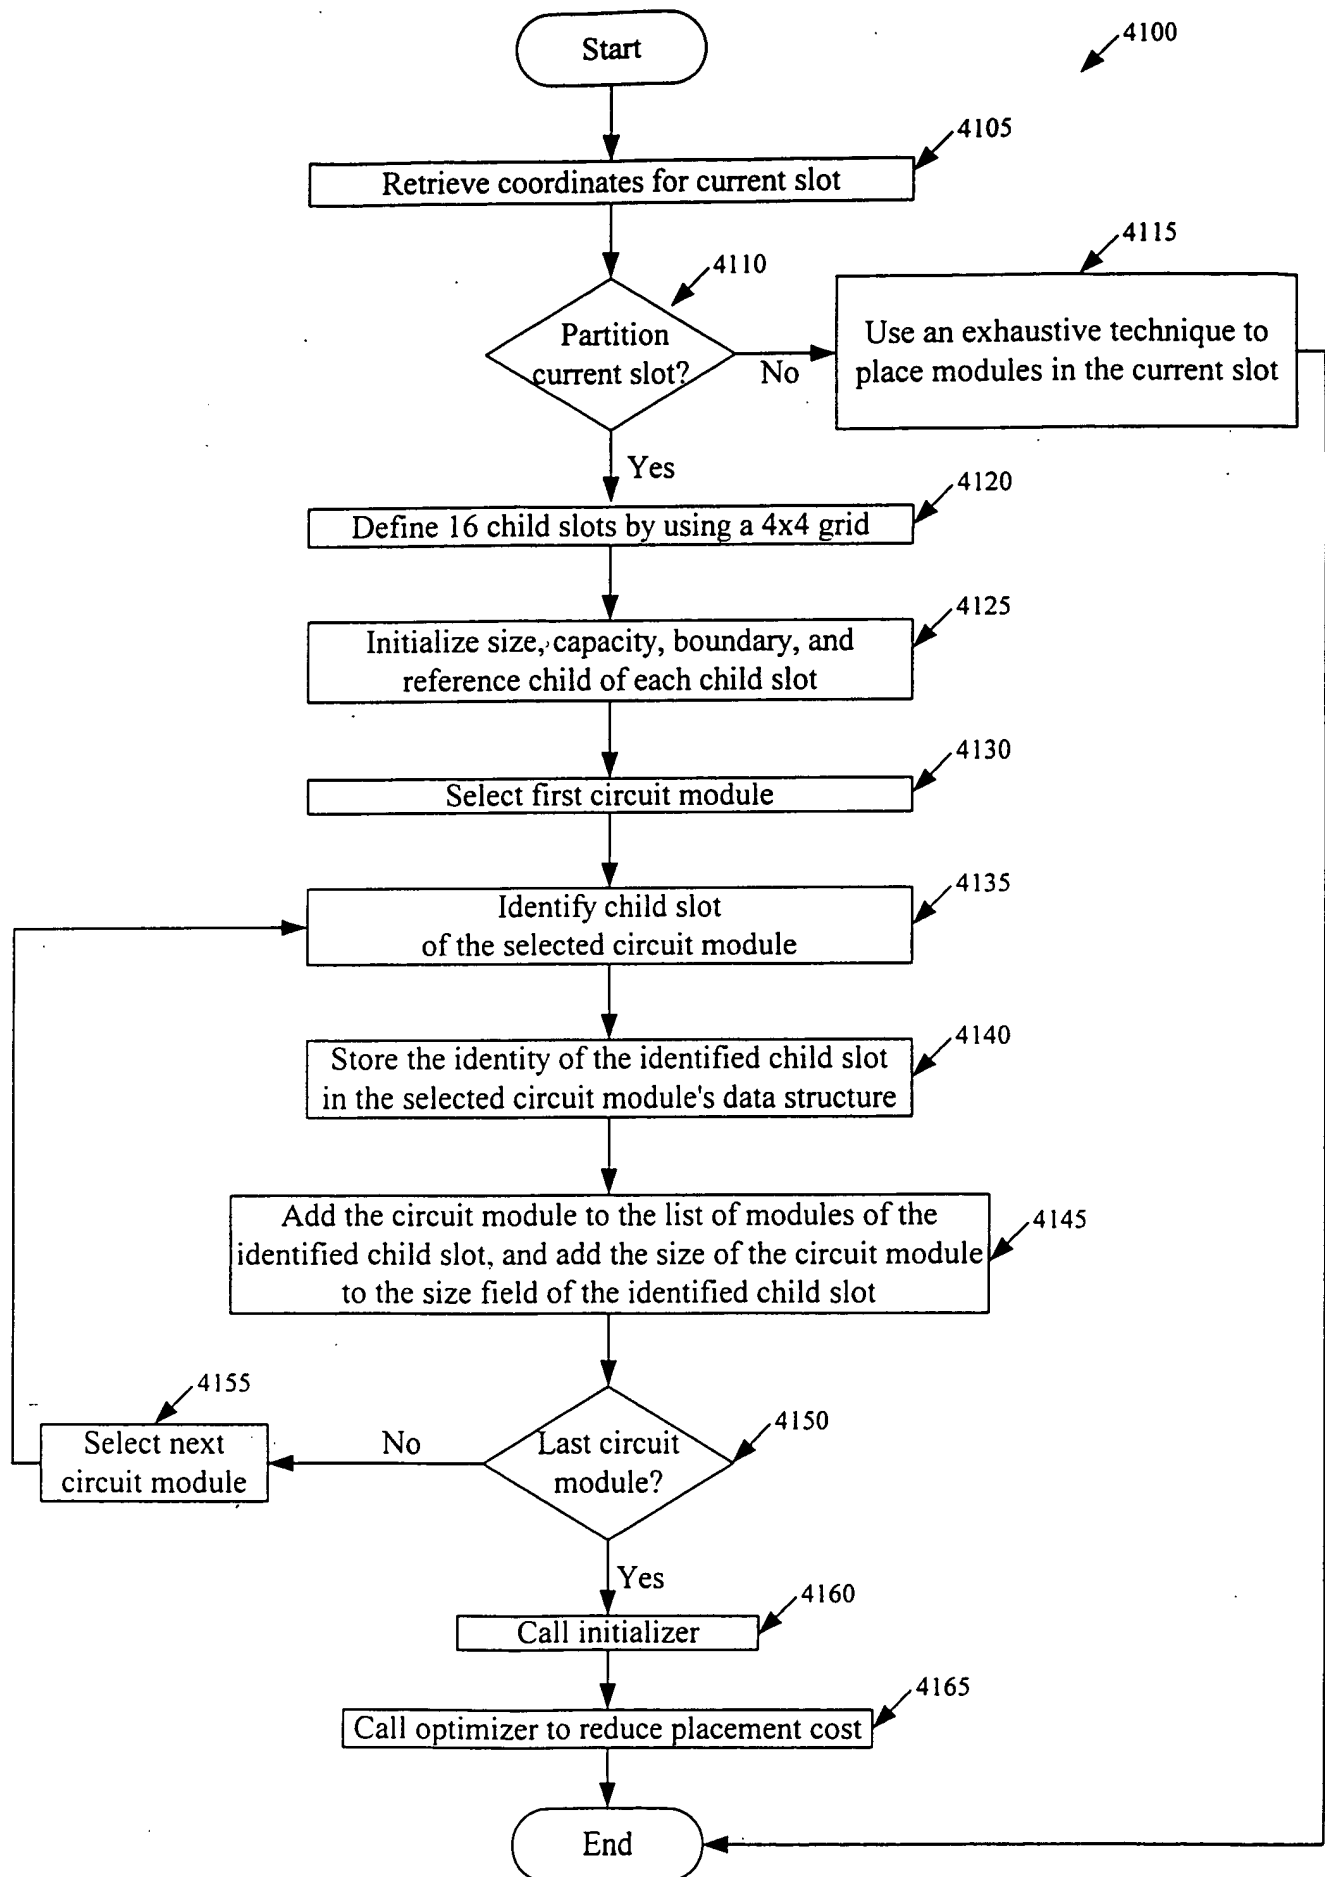 Start
4100
4105
Retrieve coordinates for current slot
4110
4115
Partition
current slot?
No
Use an exhaustive technique to
place modules in the current slot
Yes
4120
Define 16 child slots by using a 4x4 grid
4125
Initialize size, capacity, boundary, and
reference child of each child slot
4130
Select first circuit module
4135
Identify child slot
of the selected circuit module
4140
Store the identity of the identified child slot
in the selected circuit module's data structure
4145
Add the circuit module to the list of modules of the
identified child slot, and add the size of the circuit module
to the size field of the identified child slot
4155
4150
Select next
circuit module
No
Last circuit
module?
Yes
4160
Call initializer
4165
Call optimizer to reduce placement cost
End